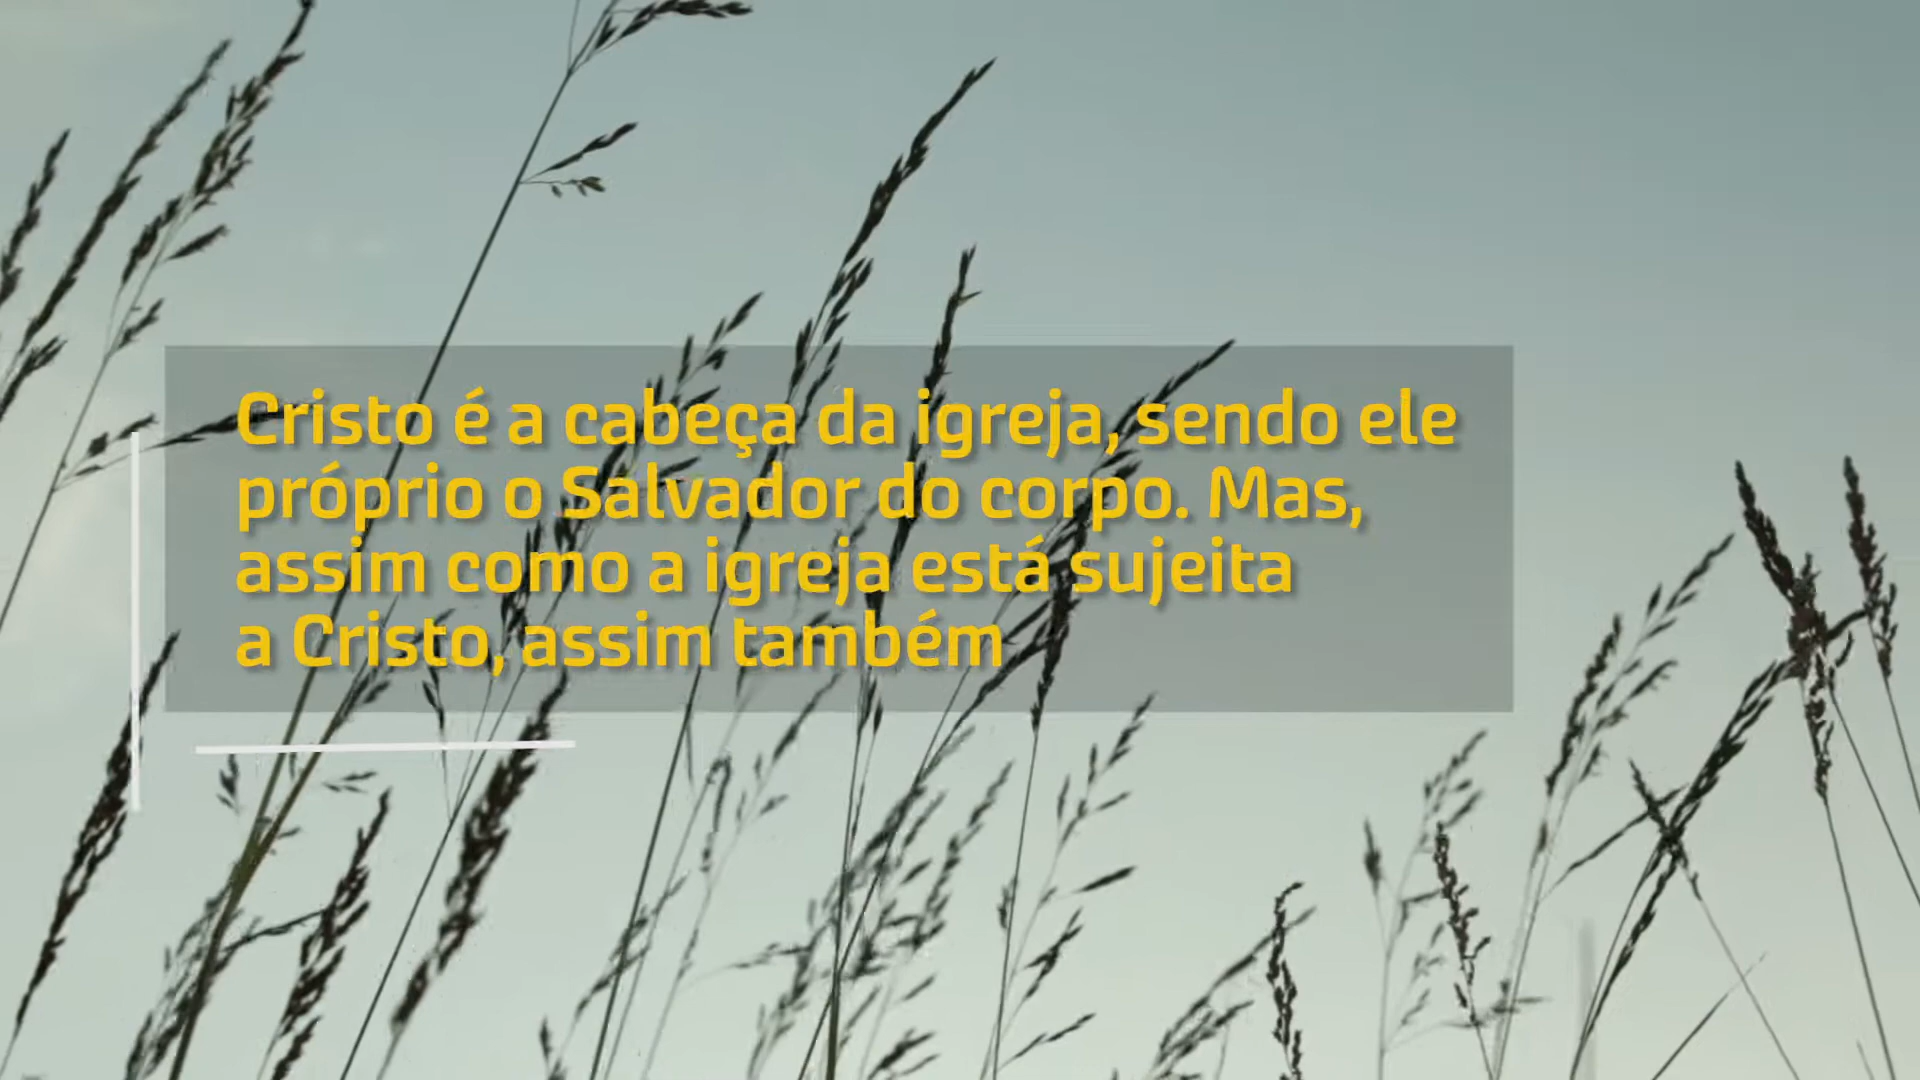 Cristo é a cabeça da igreja, sendo ele
próprio o Salvador do corpo. Mas,
assim como a igreja está sujeita
a Cristo, assim também